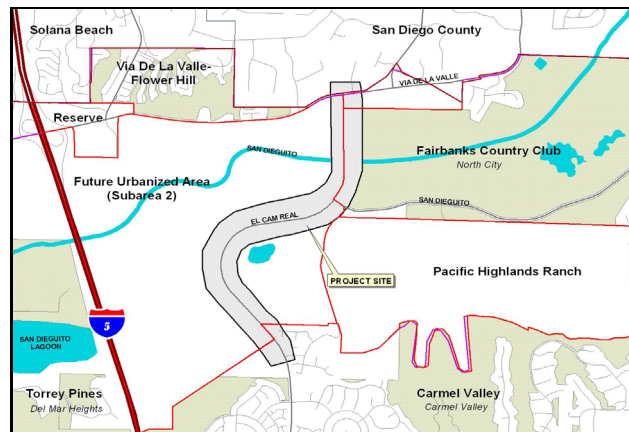 Solana Beach
San Diego County
Via De La Valle-
Flower Hill
VIA DE LA VALLE
Reserve
SAN DIEGUITO
Fairbanks Country Club
North City
Future Urbanized Area
(Subarea 2)
SAN DIEGUITO
EL CAM REAL
PROJECT SITE
Pacific Highlands Ranch
5
SAN DIEGUITO
LAGOON
Torrey Pines
Del Mar Heights
Carmel Valley
Carmel Valley